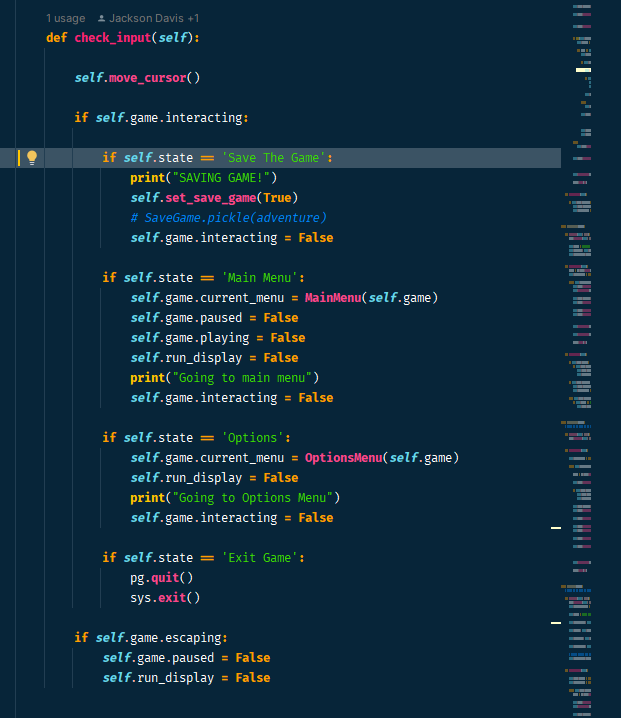 1 usage Jackson Davis +1
def check_input(self):
self.move_cursor()
if self.game.interacting:
if self.state == 'Save The Game':
print("SAVING GAME!")
self.set_save_game(True)
# SaveGame.pickle(adventure)
self.game.interacting = False
if self.state == 'Main Menu':
self.game.current_menu = MainMenu(self.game)
self.game.paused = False
self.game.playing = False
self.run_display = False
print("Going to main menu")
self.game.interacting = False
if self.state == 'Options':
self.game.current_menu = OptionsMenu(self.game)
self.run_display = False
print("Going to Options Menu")
self.game.interacting = False
if self.state == 'Exit Game':
pg.quit()
sys.exit()
if self.game.escaping:
self.game.paused = False
self.run_display = False